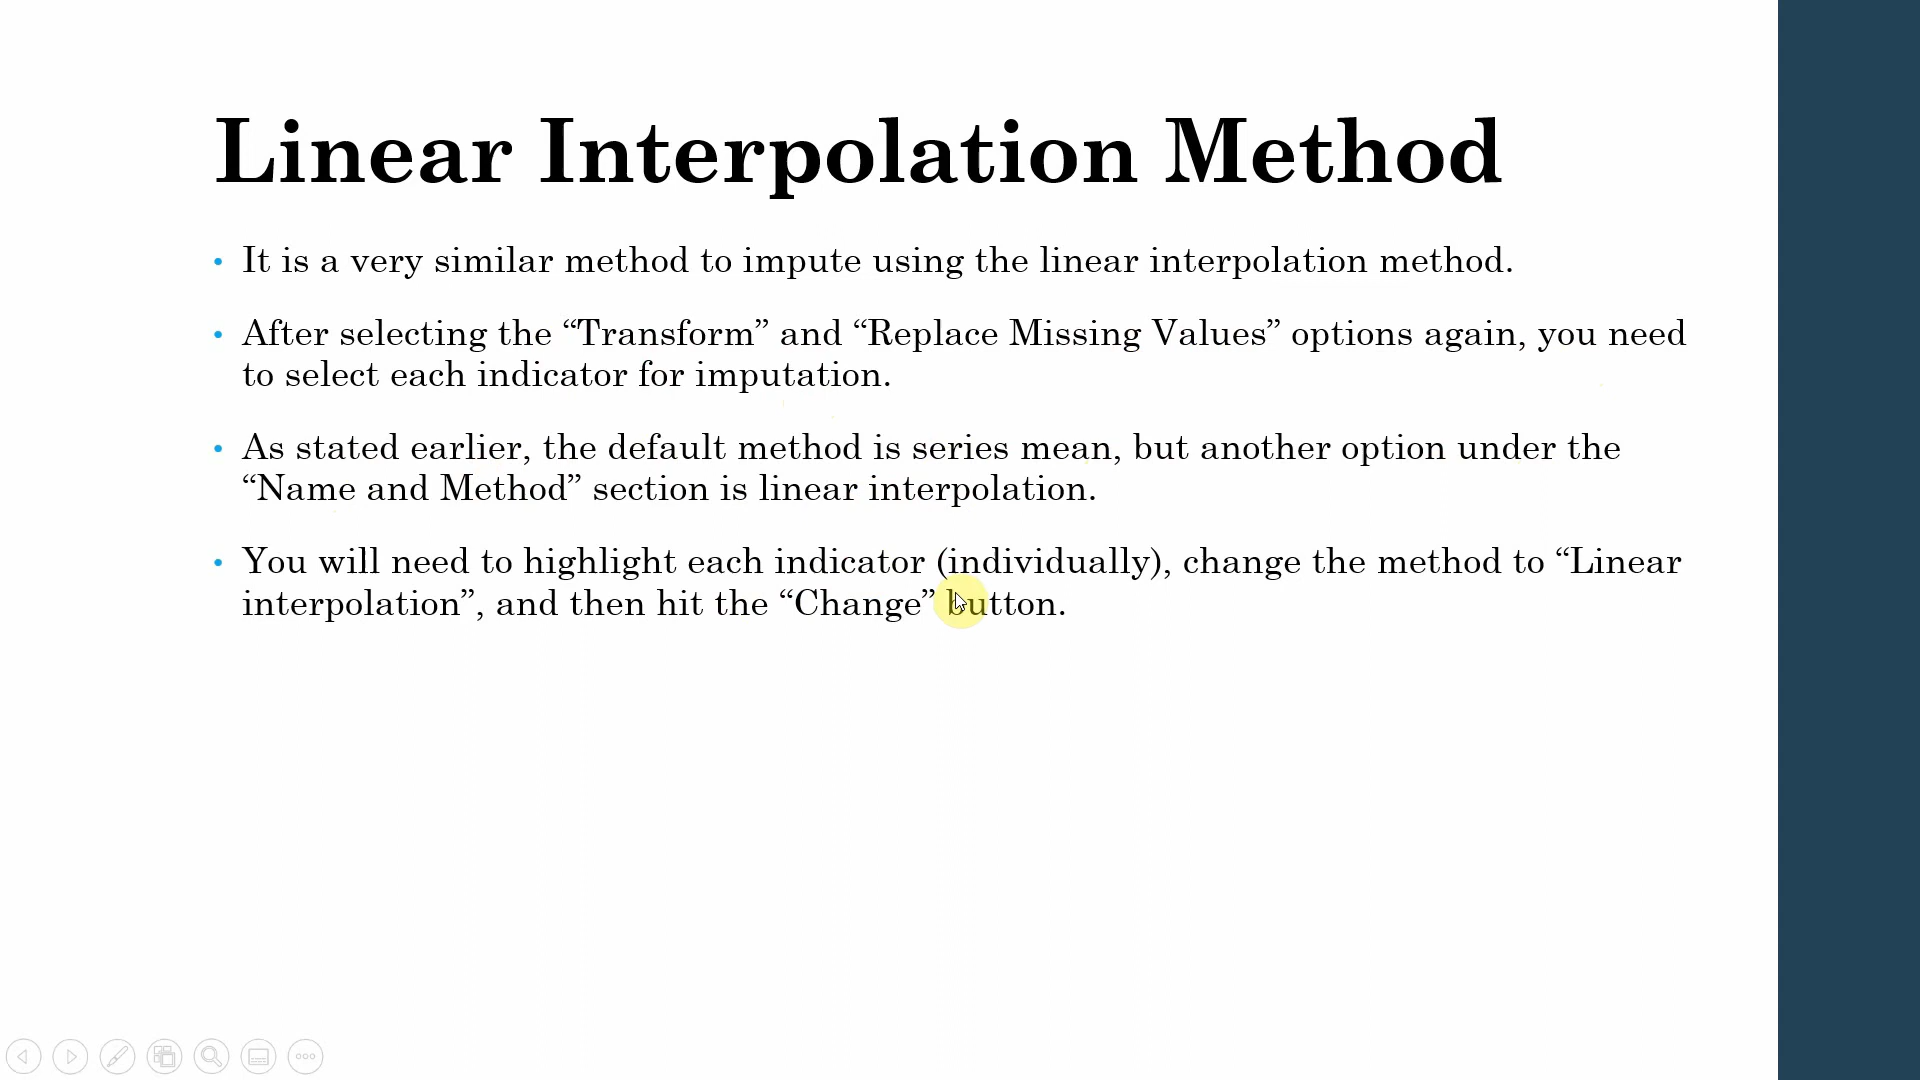 Linear Interpolation Method
• It is a very similar method to impute using the linear interpolation method.
• After selecting the “Transform” and “Replace Missing Values” options again, you need
to select each indicator for imputation.
• As stated earlier, the default method is series mean, but another option under the
“Name and Method” section is linear interpolation.
• You will need to highlight each indicator (individually), change the method to “Linear
interpolation”, and then hit the “Change” button.